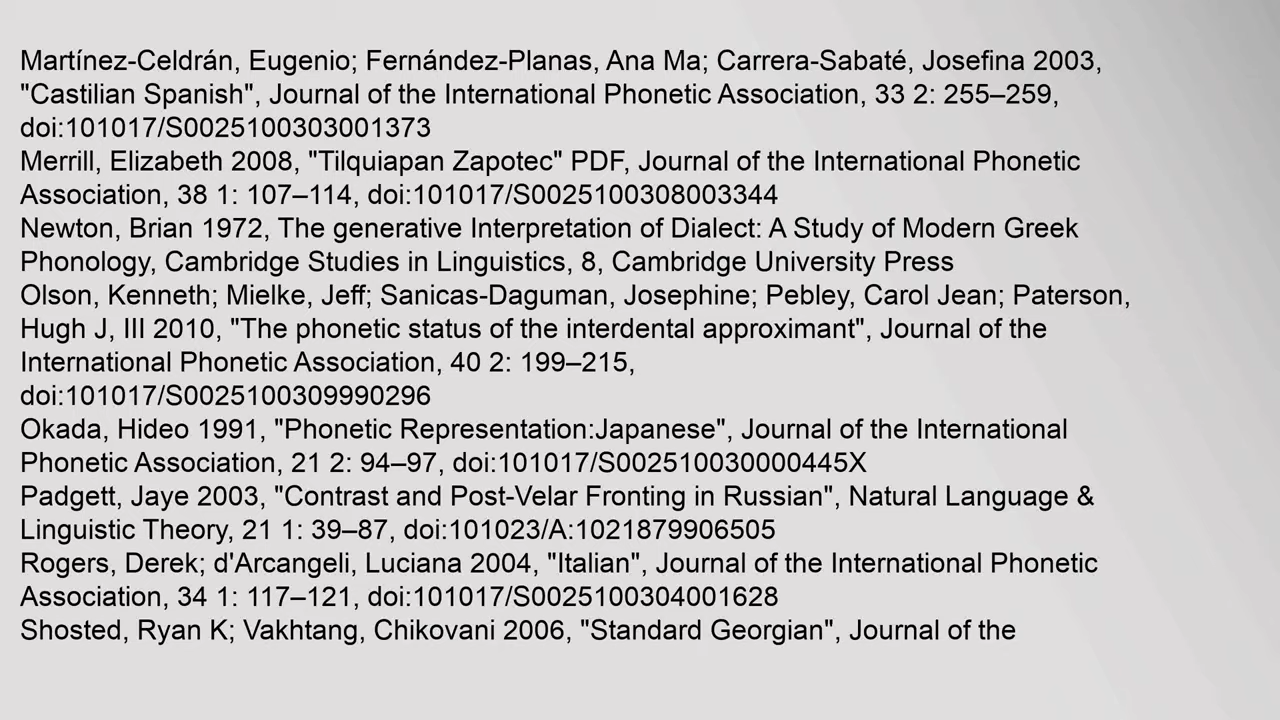 Martínez-Celdrán, Eugenio; Fernández-Planas, Ana Ma; Carrera-Sabaté, Josefina 2003,
"Castilian Spanish", Journal of the International Phonetic Association, 33 2: 255–259,
doi:101017/S0025100303001373
Merrill, Elizabeth 2008, "Tilquiapan Zapotec" PDF, Journal of the International Phonetic
Association, 38 1: 107–114, doi:101017/S0025100308003344
Newton, Brian 1972, The generative Interpretation of Dialect: A Study of Modern Greek
Phonology, Cambridge Studies in Linguistics, 8, Cambridge University Press
Olson, Kenneth; Mielke, Jeff; Sanicas-Daguman, Josephine; Pebley, Carol Jean; Paterson,
Hugh J, III 2010, "The phonetic status of the interdental approximant", Journal of the
International Phonetic Association, 40 2: 199–215,
doi:101017/S0025100309990296
Okada, Hideo 1991, "Phonetic Representation:Japanese", Journal of the International
Phonetic Association, 21 2: 94–97, doi:101017/S002510030000445X
Padgett, Jaye 2003, "Contrast and Post-Velar Fronting in Russian", Natural Language &
Linguistic Theory, 21 1: 39–87, doi:101023/A:1021879906505
Rogers, Derek; d'Arcangeli, Luciana 2004, "Italian", Journal of the International Phonetic
Association, 34 1: 117–121, doi:101017/S0025100304001628
Shosted, Ryan K; Vakhtang, Chikovani 2006, "Standard Georgian", Journal of the